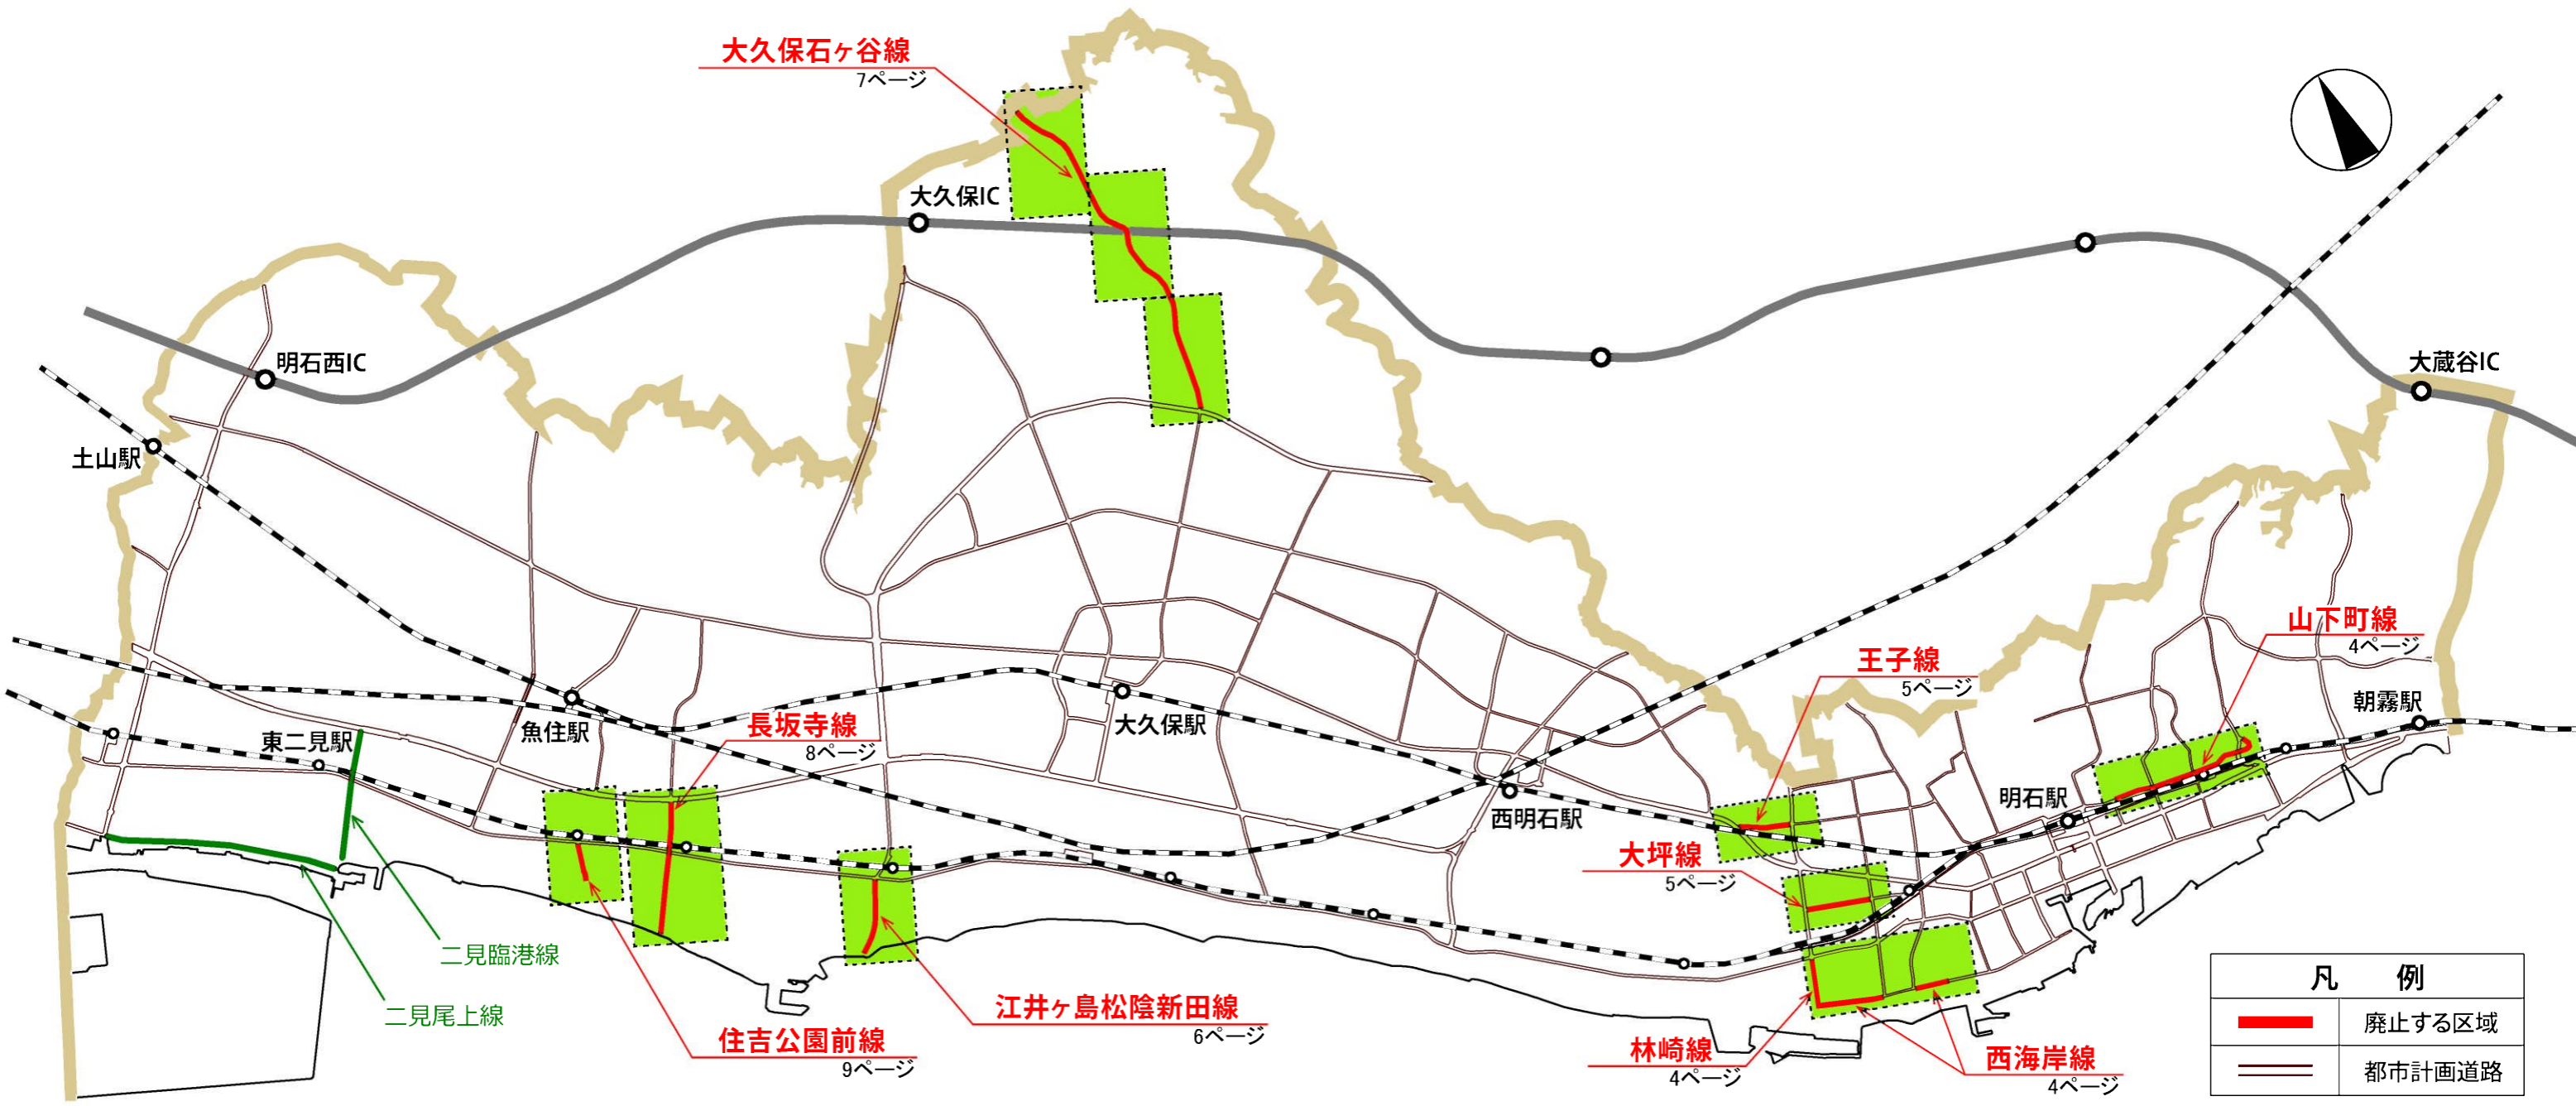 大久保石ヶ谷線
7ページ
大久保IC
明石西IC
大蔵谷IC
土山駅
山下町線
4ページ
王子線
5ページ
朝霧駅
東二見駅
魚住駅
長坂寺線
8ページ
大久保駅
西明石駅
明石駅
大坪線
5ページ
二見臨港線
二見尾上線
住吉公園前線
9ページ
江井ヶ島松陰新田線
6ページ
林崎線
4ページ
西海岸線
4ページ
凡 例
廃止する区域
都市計画道路